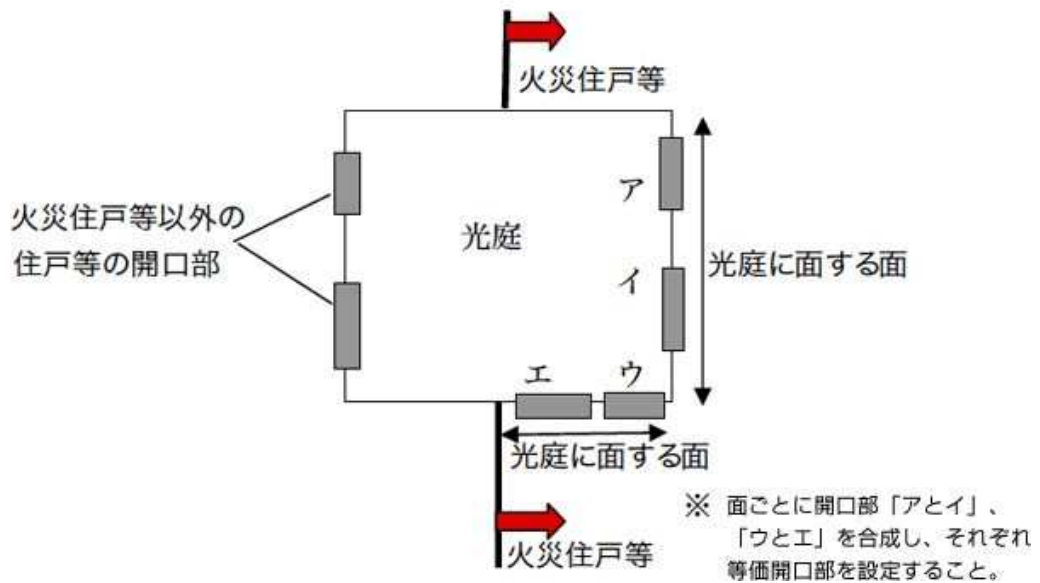 火災住戸等
ア
火災住戸等以外の
住戸等の開口部
光庭
光庭に面する面
イ
エ
ウ
光庭に面する面
※ 面ごとに開口部「アとイ」、
「ウとエ」を合成し、それぞれ
等価開口部を設定すること。
火災住戸等